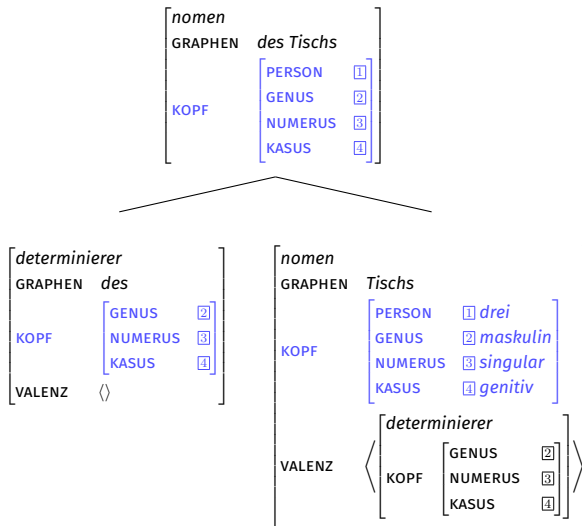 nomen
GRAPHEN des Tischs
KOPF
PERSON 1
GENUS 2
NUMERUS 3
KASUS 4
determinierer
GRAPHEN des
KOPF
GENUS 2
NUMERUS 3
KASUS 4
VALENZ ⟨⟩
nomen
GRAPHEN Tischs
KOPF
PERSON 1 drei
GENUS 2 maskulin
NUMERUS 3 singular
KASUS 4 genitiv
VALENZ
determinierer
KOPF
GENUS 2
NUMERUS 3
KASUS 4